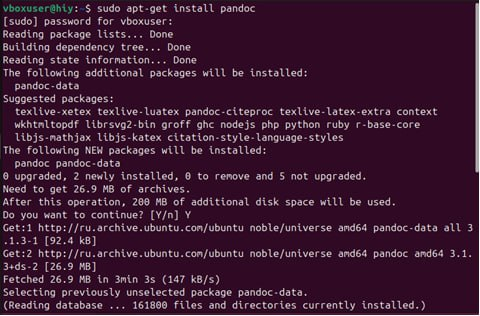 vboxuser@hiy:~$ sudo apt-get install pandoc
[sudo] password for vboxuser:
Reading package lists... Done
Building dependency tree... Done
Reading state information... Done
The following additional packages will be installed:
  pandoc-data
Suggested packages:
  texlive-xetex texlive-luatex pandoc-citeproc texlive-latex-extra context
  wkhtmltopdf librsvg2-bin groff ghc nodejs php python ruby r-base-core
  libjs-mathjax libjs-katex citation-style-language-styles
The following NEW packages will be installed:
  pandoc pandoc-data
0 upgraded, 2 newly installed, 0 to remove and 5 not upgraded.
Need to get 26.9 MB of archives.
After this operation, 200 MB of additional disk space will be used.
Do you want to continue? [Y/n] Y
Get:1 http://ru.archive.ubuntu.com/ubuntu noble/universe amd64 pandoc-data all 3
.1.3-1 [92.4 kB]
Get:2 http://ru.archive.ubuntu.com/ubuntu noble/universe amd64 pandoc amd64 3.1.
3+ds-2 [26.9 MB]
Fetched 26.9 MB in 3min 3s (147 kB/s)
Selecting previously unselected package pandoc-data.
(Reading database ... 161800 files and directories currently installed.)